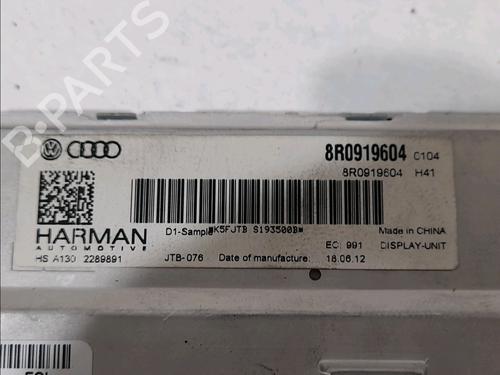 B-PARTS
8R0919604 C104
8R0919604 H41
D1-Sample *K5FJTB S193500B*
Made in CHINA
HARMAN
AUTOMOTIVE
EC: 991 DISPLAY-UNIT
HS A130 2289891 JTB-076 Date of manufacture: 18.06.12